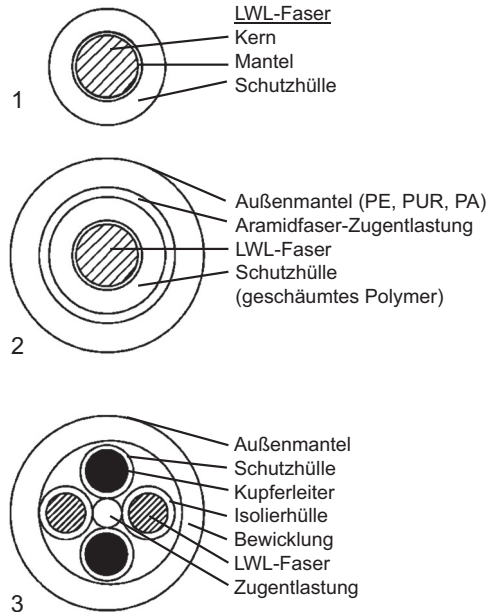 LWL-Faser
Kern
Mantel
Schutzhülle
1
Außenmantel (PE, PUR, PA)
Aramidfaser-Zugentlastung
LWL-Faser
Schutzhülle
(geschäumtes Polymer)
2
Außenmantel
Schutzhülle
Kupferleiter
Isolierhülle
Bewicklung
LWL-Faser
Zugentlastung
3